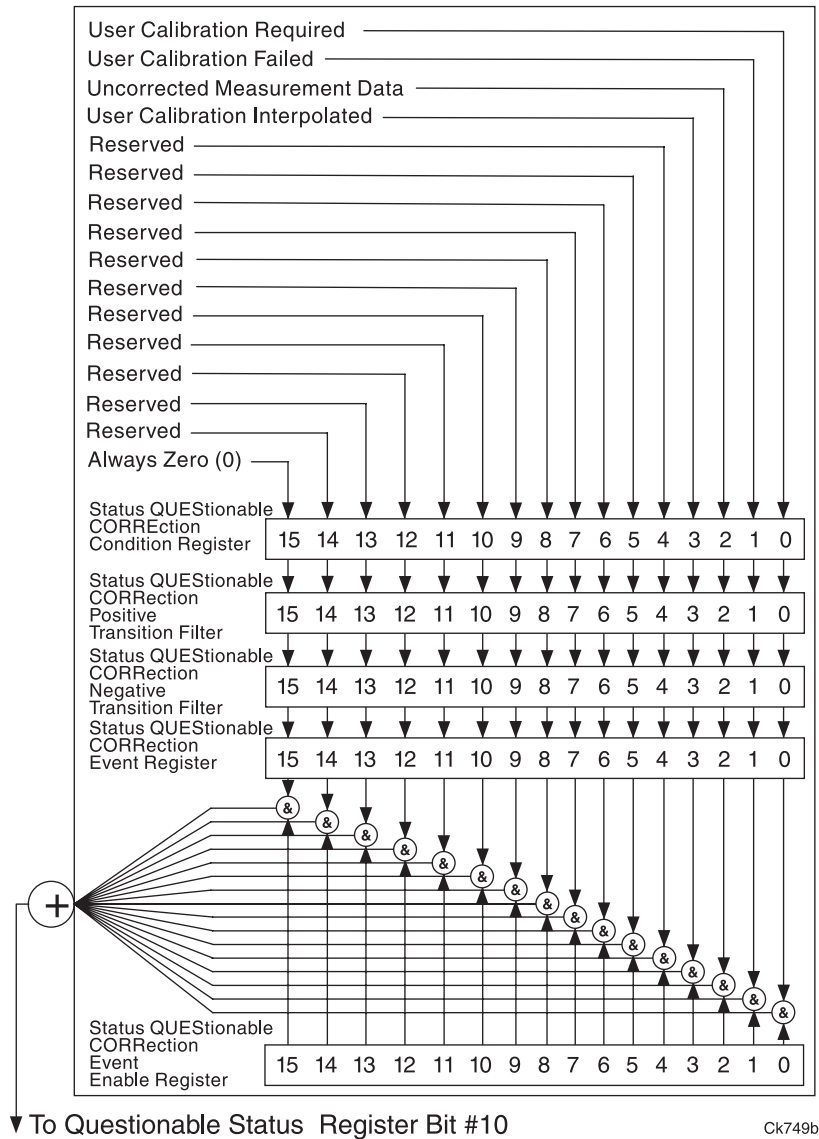 User Calibration Required
User Calibration Failed
Uncorrected Measurement Data
User Calibration Interpolated
Reserved
Reserved
Reserved
Reserved
Reserved
Reserved
Reserved
Reserved
Reserved
Reserved
Reserved
Always Zero (0)
Status QUEStionable
CORREction
Condition Register
15 14 13 12 11 10 9 8 7 6 5 4 3 2 1 0
Status QUEStionable
CORRection
Positive
Transition Filter
15 14 13 12 11 10 9 8 7 6 5 4 3 2 1 0
Status QUEStionable
CORRection
Negative
Transition Filter
15 14 13 12 11 10 9 8 7 6 5 4 3 2 1 0
Status QUEStionable
CORRection
Event Register
15 14 13 12 11 10 9 8 7 6 5 4 3 2 1 0
& & & & & & & & & & & & & & & &
+
Status QUEStionable
CORRection
Event
Enable Register
15 14 13 12 11 10 9 8 7 6 5 4 3 2 1 0
To Questionable Status Register Bit #10
Ck749b